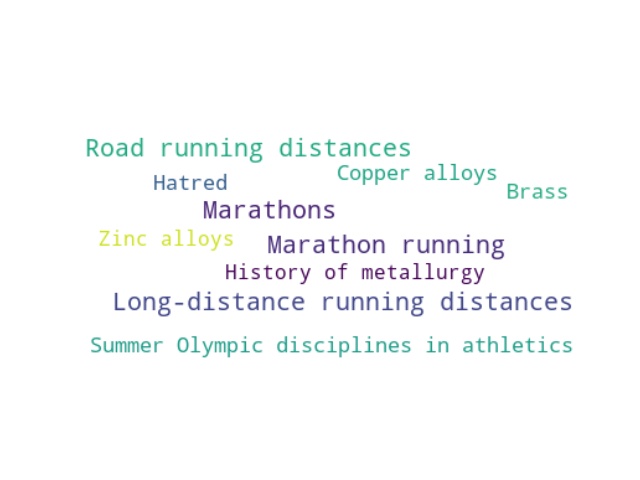 Road running distances
Copper alloys
Hatred
Brass
Marathons
Zinc alloys
Marathon running
History of metallurgy
Long-distance running distances
Summer Olympic disciplines in athletics